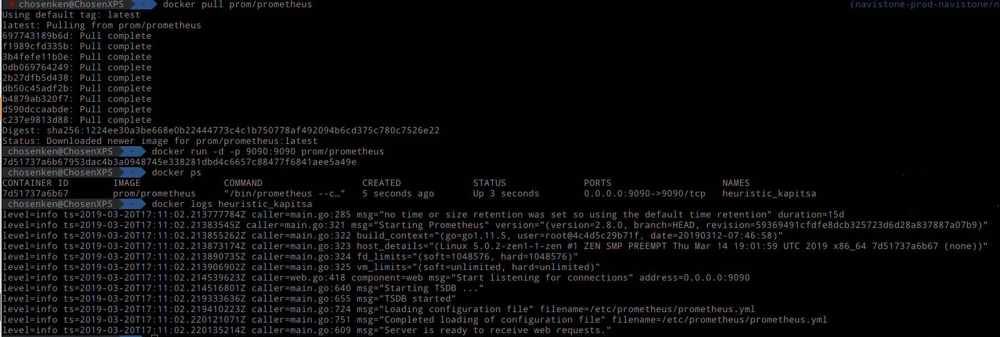 ✘ chosenken@ChosenXPS ~ docker pull prom/prometheus (navistone-prod-navistone/n
Using default tag: latest
latest: Pulling from prom/prometheus
697743189b6d: Pull complete
f1989cfd335b: Pull complete
3b4fefe11b0e: Pull complete
0db069764249: Pull complete
2b27dfb5d438: Pull complete
db50c45adf2b: Pull complete
b4879ab320f7: Pull complete
d590dccaabde: Pull complete
c237e9813d88: Pull complete
Digest: sha256:1224ee30a3be668e0b22444773c4c1b750778af492094b6cd375c780c7526e22
Status: Downloaded newer image for prom/prometheus:latest
chosenken@ChosenXPS ~ docker run -d -p 9090:9090 prom/prometheus
7d51737a6b67953dac4b3a0948745e338281dbd4c6657c88477f6841aee5a49e
chosenken@ChosenXPS ~ docker ps
CONTAINER ID IMAGE COMMAND CREATED STATUS PORTS NAMES
7d51737a6b67 prom/prometheus "/bin/prometheus --c…" 5 seconds ago Up 3 seconds 0.0.0.0:9090->9090/tcp heuristic_kapitsa
chosenken@ChosenXPS ~ docker logs heuristic_kapitsa
level=info ts=2019-03-20T17:11:02.213777784Z caller=main.go:285 msg="no time or size retention was set so using the default time retention" duration=15d
level=info ts=2019-03-20T17:11:02.21383545Z caller=main.go:321 msg="Starting Prometheus" version="(version=2.8.0, branch=HEAD, revision=59369491cfdfe8dcb325723d6d28a837887a07b9)"
level=info ts=2019-03-20T17:11:02.213855262Z caller=main.go:322 build_context="(go=go1.11.5, user=root@4c4d5c29b71f, date=20190312-07:46:58)"
level=info ts=2019-03-20T17:11:02.213873174Z caller=main.go:323 host_details="(Linux 5.0.2-zen1-1-zen #1 ZEN SMP PREEMPT Thu Mar 14 19:01:59 UTC 2019 x86_64 7d51737a6b67 (none))"
level=info ts=2019-03-20T17:11:02.213890735Z caller=main.go:324 fd_limits="(soft=1048576, hard=1048576)"
level=info ts=2019-03-20T17:11:02.213906902Z caller=main.go:325 vm_limits="(soft=unlimited, hard=unlimited)"
level=info ts=2019-03-20T17:11:02.214539623Z caller=web.go:418 component=web msg="Start listening for connections" address=0.0.0.0:9090
level=info ts=2019-03-20T17:11:02.214516801Z caller=main.go:640 msg="Starting TSDB ..."
level=info ts=2019-03-20T17:11:02.219333636Z caller=main.go:655 msg="TSDB started"
level=info ts=2019-03-20T17:11:02.219410223Z caller=main.go:724 msg="Loading configuration file" filename=/etc/prometheus/prometheus.yml
level=info ts=2019-03-20T17:11:02.220121071Z caller=main.go:751 msg="Completed loading of configuration file" filename=/etc/prometheus/prometheus.yml
level=info ts=2019-03-20T17:11:02.220135214Z caller=main.go:609 msg="Server is ready to receive web requests."